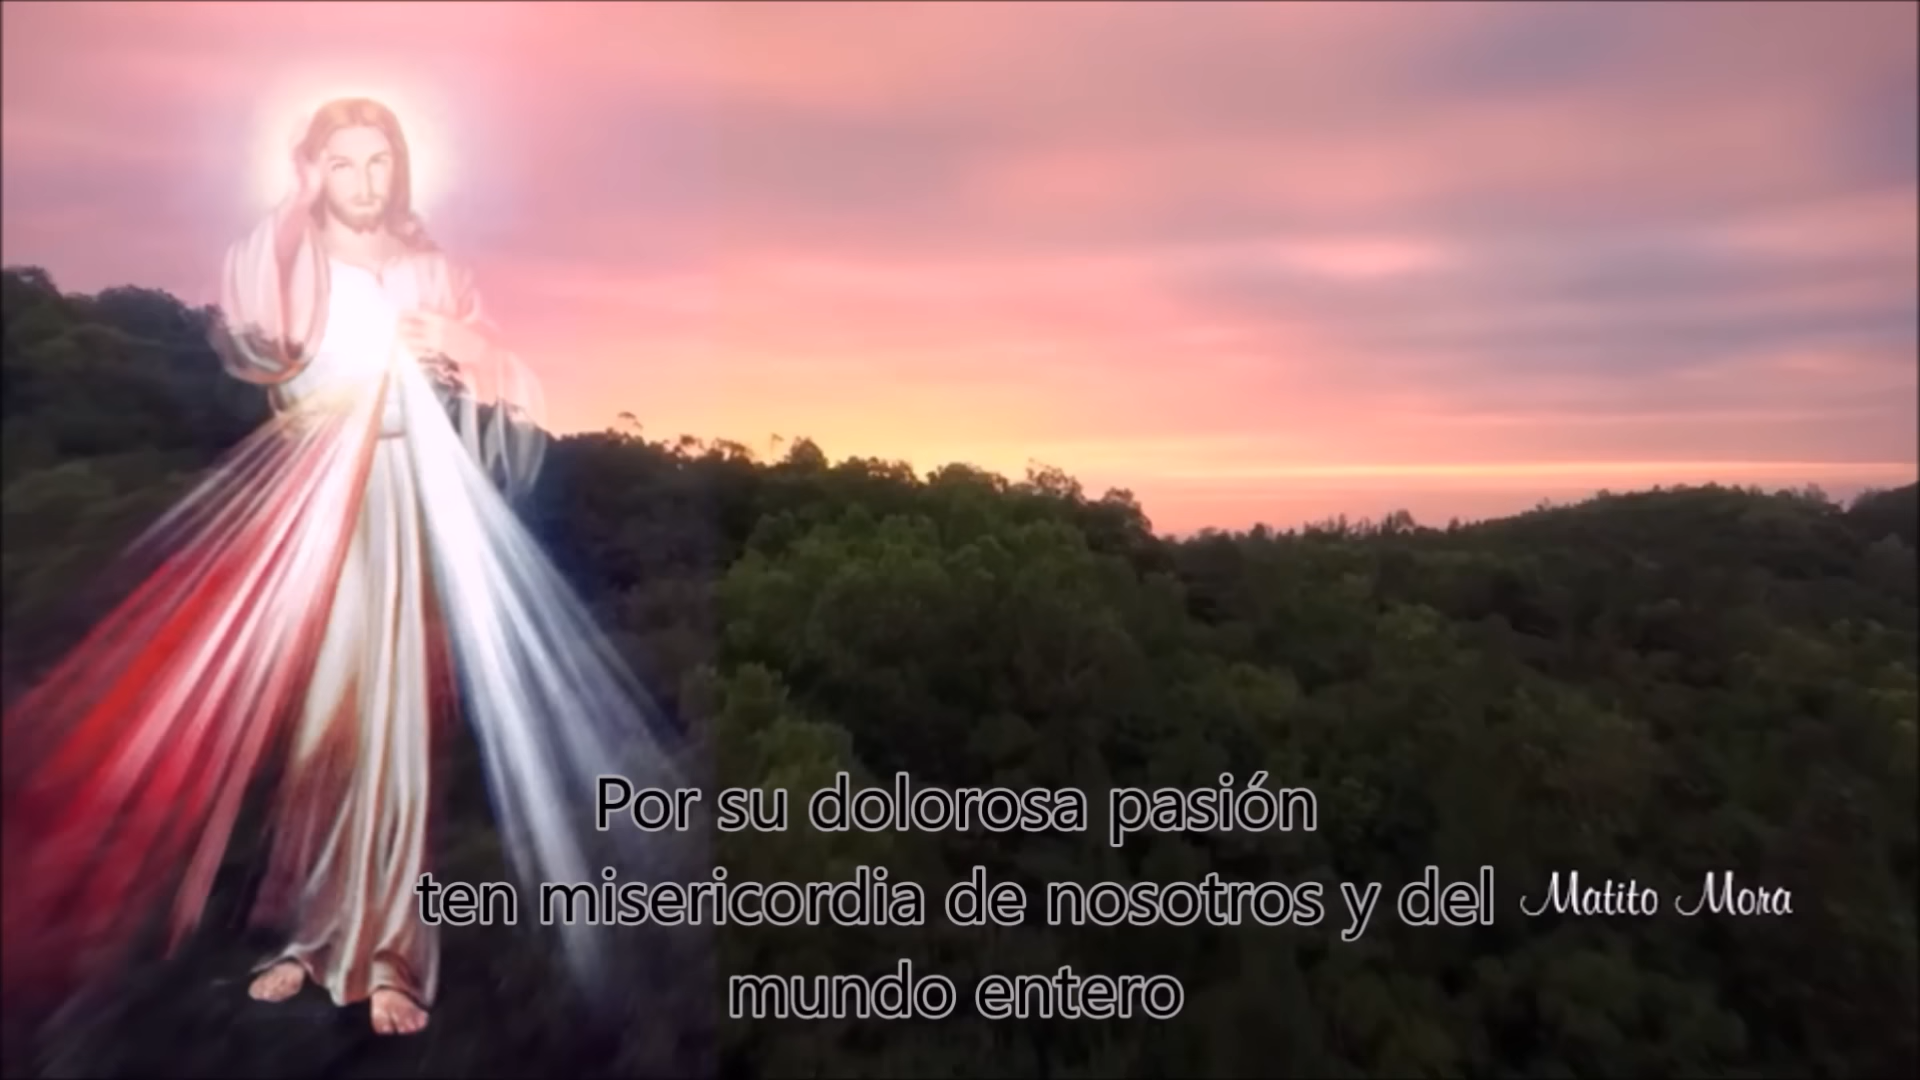 Por su dolorosa pasión
ten misericordia de nosotros y del
mundo entero
Matito Mora